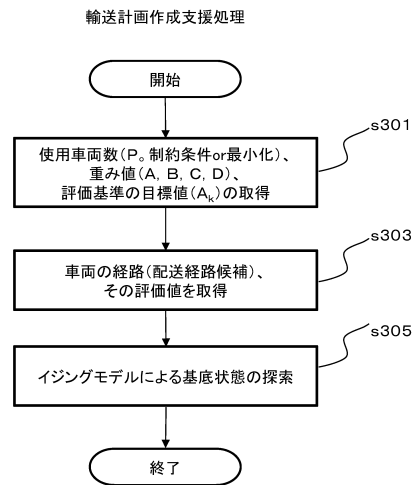 輸送計画作成支援処理
開始
s301
使用車両数(P。制約条件or最小化)、
重み値(A, B, C, D)、
評価基準の目標値(Ak)の取得
s303
車両の経路(配送経路候補)、
その評価値を取得
s305
イジングモデルによる基底状態の探索
終了